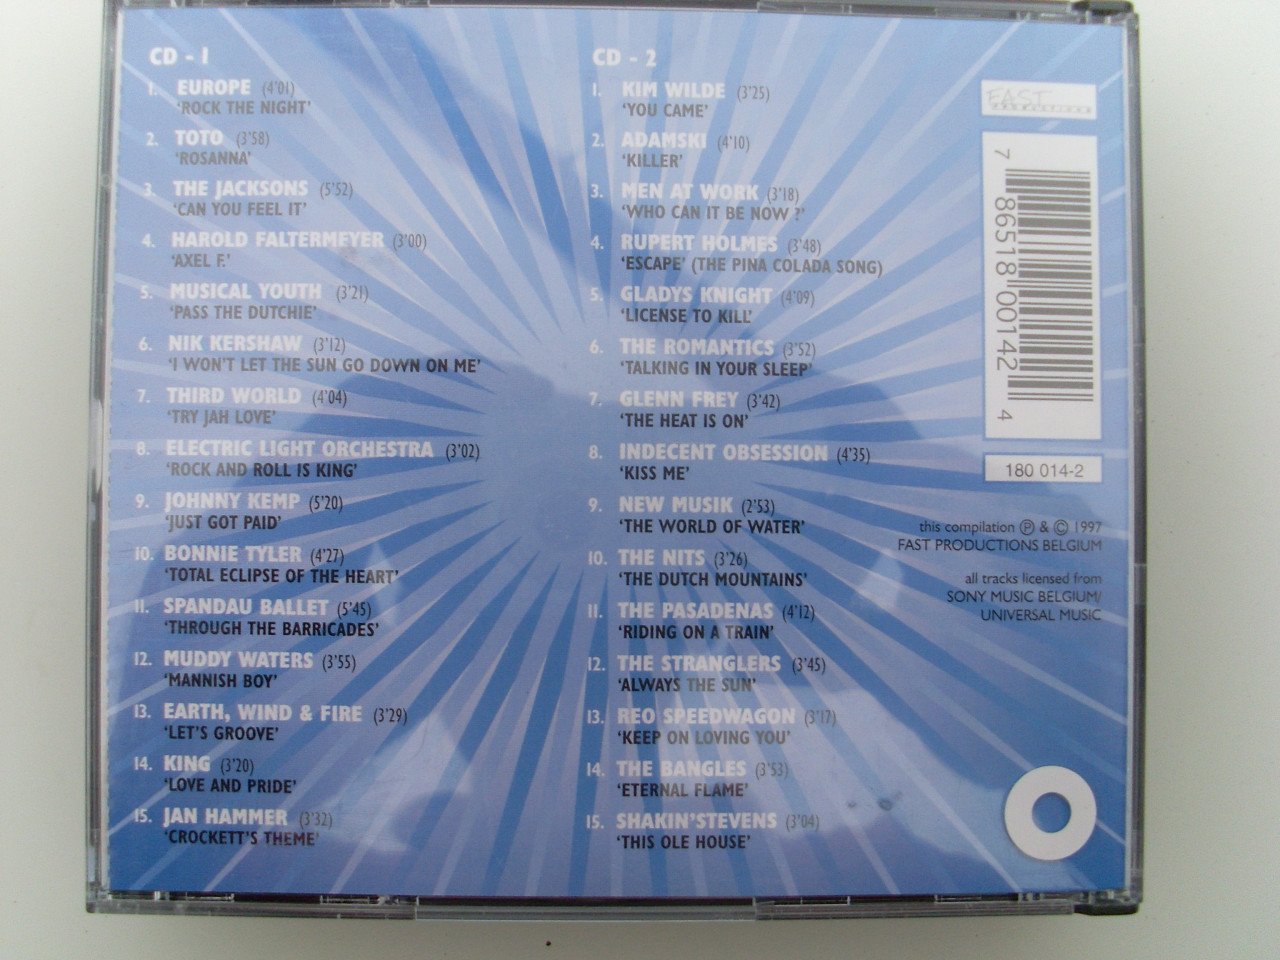 CD - 1
1. EUROPE (4'01)
'ROCK THE NIGHT'
2. TOTO (3'58)
'ROSANNA'
3. THE JACKSONS (5'52)
'CAN YOU FEEL IT'
4. HAROLD FALTERMEYER (3'00)
'AXEL F.'
5. MUSICAL YOUTH (3'21)
'PASS THE DUTCHIE'
6. NIK KERSHAW (3'12)
'I WON'T LET THE SUN GO DOWN ON ME'
7. THIRD WORLD (4'04)
'TRY JAH LOVE'
8. ELECTRIC LIGHT ORCHESTRA (3'02)
'ROCK AND ROLL IS KING'
9. JOHNNY KEMP (5'20)
'JUST GOT PAID'
10. BONNIE TYLER (4'27)
'TOTAL ECLIPSE OF THE HEART'
11. SPANDAU BALLET (5'45)
'THROUGH THE BARRICADES'
12. MUDDY WATERS (3'55)
'MANNISH BOY'
13. EARTH, WIND & FIRE (3'29)
'LET'S GROOVE'
14. KING (3'20)
'LOVE AND PRIDE'
15. JAN HAMMER (3'32)
'CROCKETT'S THEME'
CD - 2
1. KIM WILDE (3'25)
'YOU CAME'
2. ADAMSKI (4'10)
'KILLER'
3. MEN AT WORK (3'18)
'WHO CAN IT BE NOW ?'
4. RUPERT HOLMES (3'48)
'ESCAPE' (THE PINA COLADA SONG)
5. GLADYS KNIGHT (4'09)
'LICENSE TO KILL'
6. THE ROMANTICS (3'52)
'TALKING IN YOUR SLEEP'
7. GLENN FREY (3'42)
'THE HEAT IS ON'
8. INDECENT OBSESSION (4'35)
'KISS ME'
9. NEW MUSIK (2'53)
'THE WORLD OF WATER'
10. THE NITS (3'26)
'THE DUTCH MOUNTAINS'
11. THE PASADENAS (4'12)
'RIDING ON A TRAIN'
12. THE STRANGLERS (3'45)
'ALWAYS THE SUN'
13. REO SPEEDWAGON (3'17)
'KEEP ON LOVING YOU'
14. THE BANGLES (3'53)
'ETERNAL FLAME'
15. SHAKIN'STEVENS (3'04)
'THIS OLE HOUSE'
FAST
PRODUCTIONS
7 86518 00142 4
180 014-2
this compilation ℗ & © 1997
FAST PRODUCTIONS BELGIUM
all tracks licensed from
SONY MUSIC BELGIUM/
UNIVERSAL MUSIC